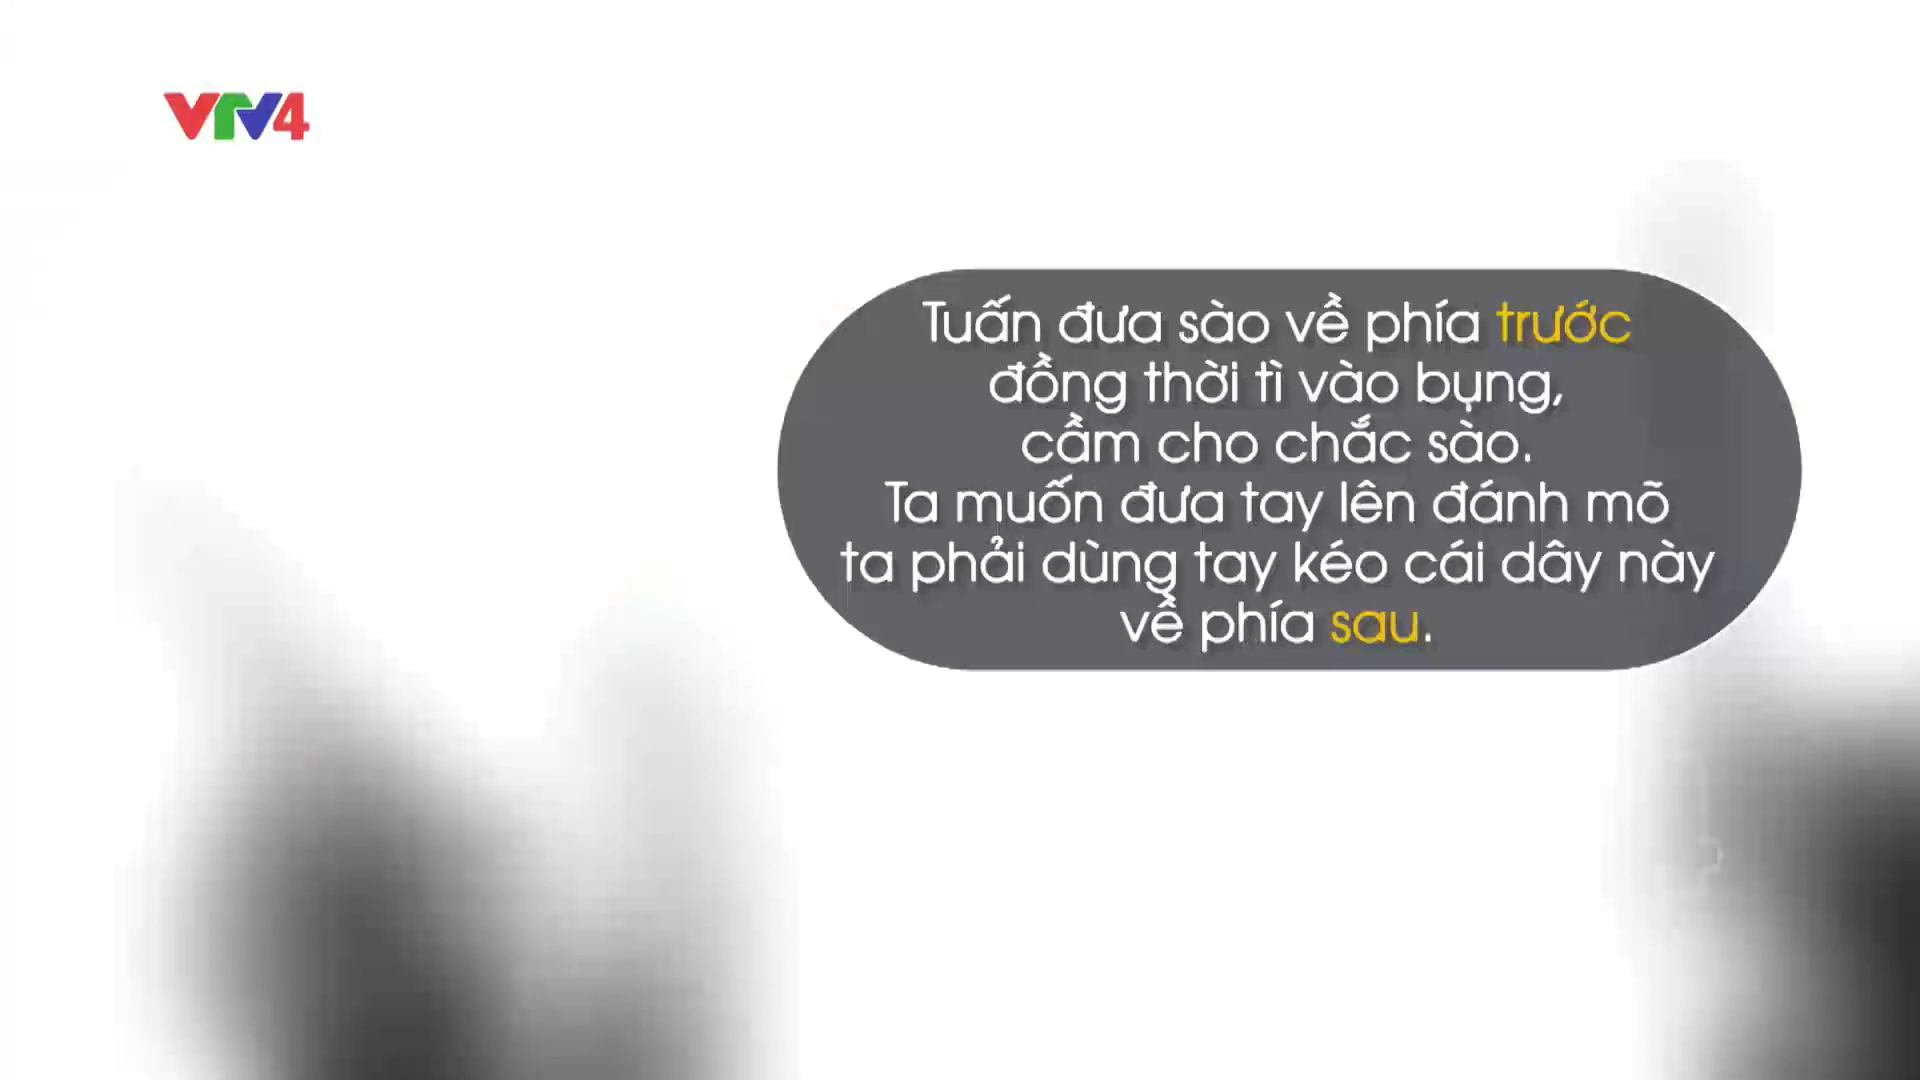 VTV4
Tuấn đưa sào về phía trước
đồng thời tì vào bụng,
cầm cho chắc sào.
Ta muốn đưa tay lên đánh mõ
ta phải dùng tay kéo cái dây này
về phía sau.